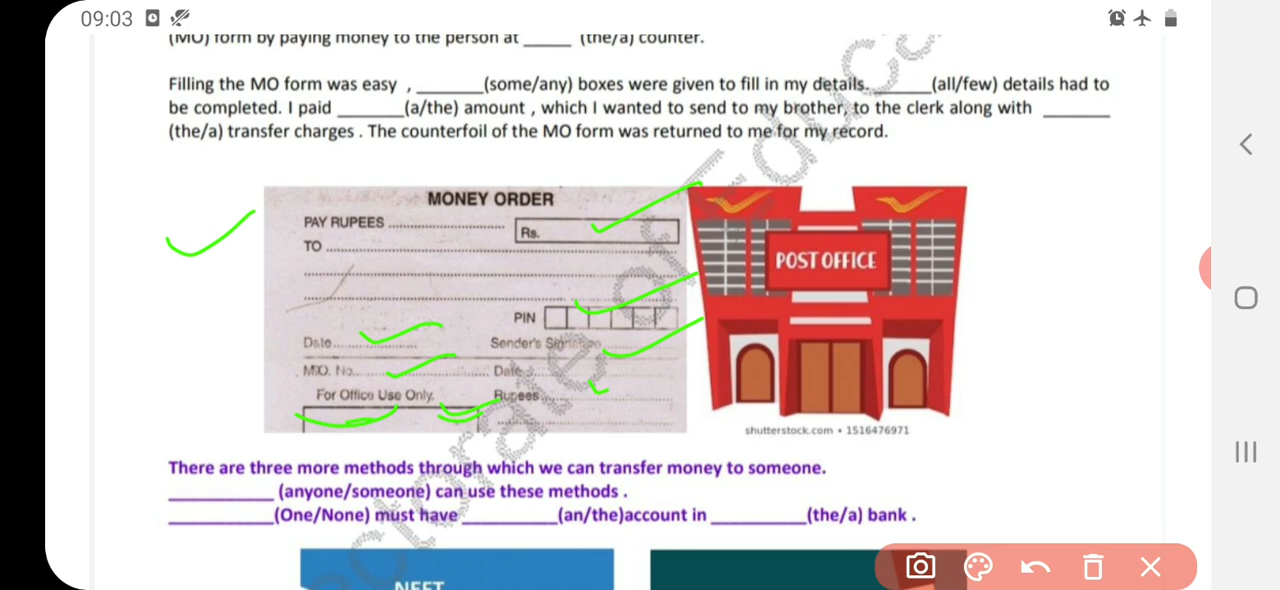 09:03
(MO) form by paying money to the person at _____ (the/a) counter.
Filling the MO form was easy , ________(some/any) boxes were given to fill in my details.______(all/few) details had to
be completed. I paid ________(a/the) amount , which I wanted to send to my brother, to the clerk along with ________
(the/a) transfer charges . The counterfoil of the MO form was returned to me for my record.
MONEY ORDER
PAY RUPEES
Rs.
TO
PIN
Date
Sender's Signature
M.O. No.
Date
For Office Use Only.
Rupees
POST OFFICE
shutterstock.com • 1516476971
There are three more methods through which we can transfer money to someone.
____________ (anyone/someone) can use these methods .
____________(One/None) must have ___________(an/the)account in ___________(the/a) bank .
NEFT